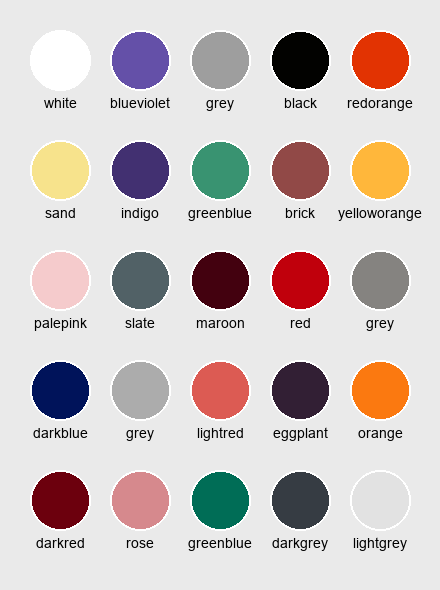 white blueviolet grey black redorange
sand indigo greenblue brick yelloworange
palepink slate maroon red grey
darkblue grey lightred eggplant orange
darkred rose greenblue darkgrey lightgrey